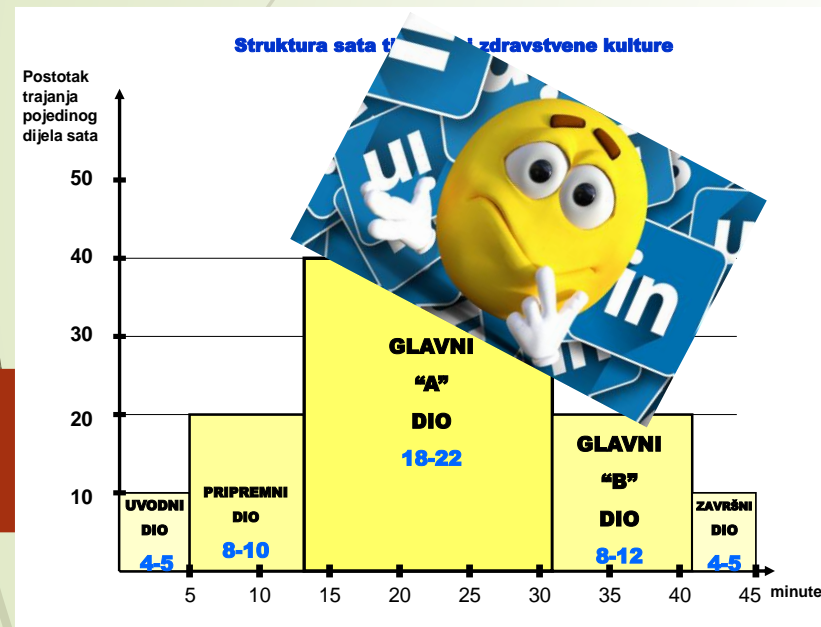 Struktura sata zdravstvene kulture
Postotak
trajanja
pojedinog
dijela sata
50
40
30
20
10
GLAVNI
“A”
DIO
18-22
GLAVNI
“B”
DIO
8-12
PRIPREMNI
DIO
8-10
UVODNI
DIO
4-5
ZAVRŠNI
DIO
4-5
5 10 15 20 25 30 35 40 45 minute
in
in